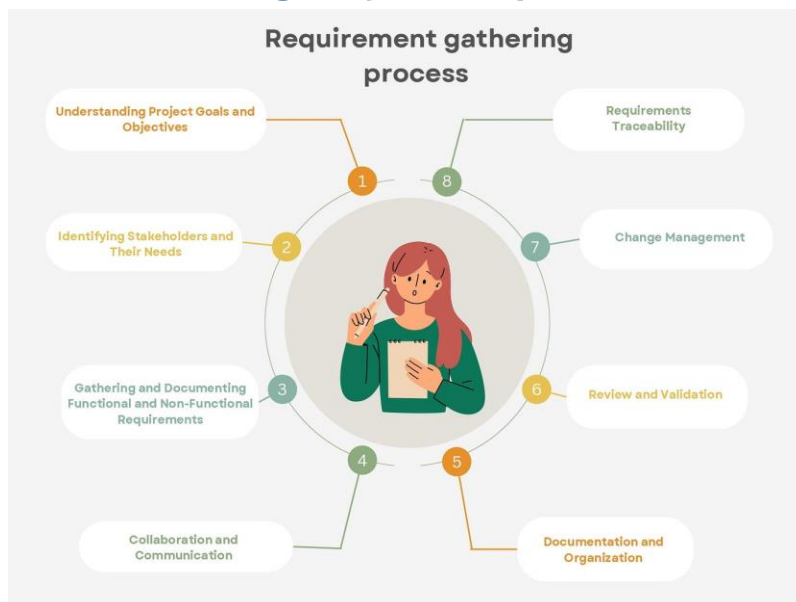 Requirement gathering
process
Understanding Project Goals and
Objectives
1
Identifying Stakeholders and
Their Needs
2
Gathering and Documenting
Functional and Non-Functional
Requirements
3
Collaboration and
Communication
4
Documentation and
Organization
5
Review and Validation
6
Change Management
7
Requirements
Traceability
8